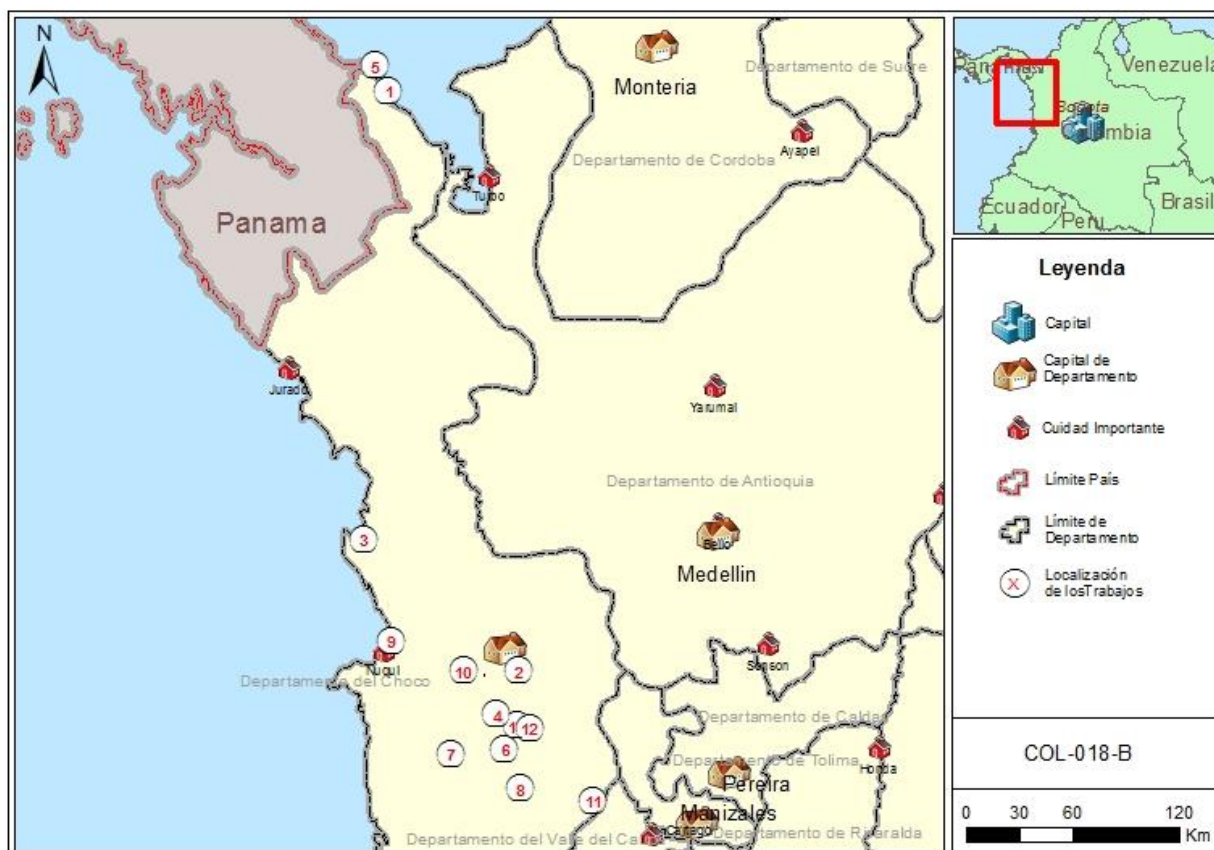 N
5
1
Monteria
Departamento de Sucre
Ayapel
Departamento de Cordoba
Turbo
Panama
Jurado
Yarumal
Departamento de Antioquia
3
Bello
Medellin
9
Nuqui
Departamento del Choco
10
2
Sonson
4
12
Departamento de Caldas
6
7
Departamento de Tolima
Honda
8
11
Pereira
Manizales
Cartago
Departamento del Valle del Cauca
Departamento de Risaralda
Panama
Venezuela
Bogota
Colombia
Ecuador
Peru
Brasil
Leyenda
Capital
Capital de
Departamento
Cuidad Importante
Límite País
Límite de
Departamento
X
Localización
de losTrabajos
COL-018-B
0 30 60 120
Km